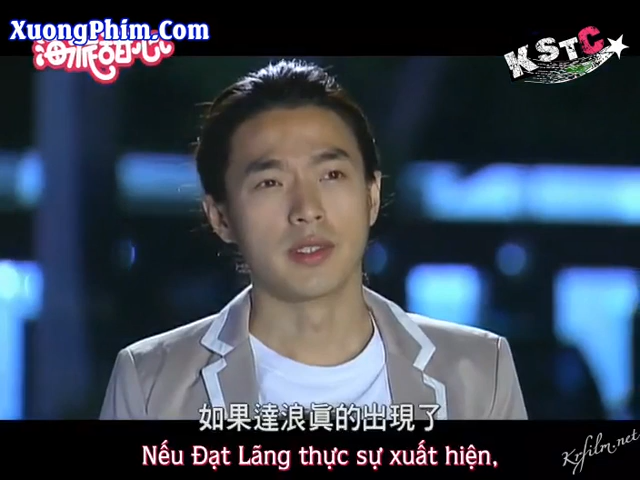 XuongPhim.Com
海派甜心
KSTC
如果達浪真的出現了
Nếu Đạt Lãng thực sự xuất hiện,
Krfilm.net